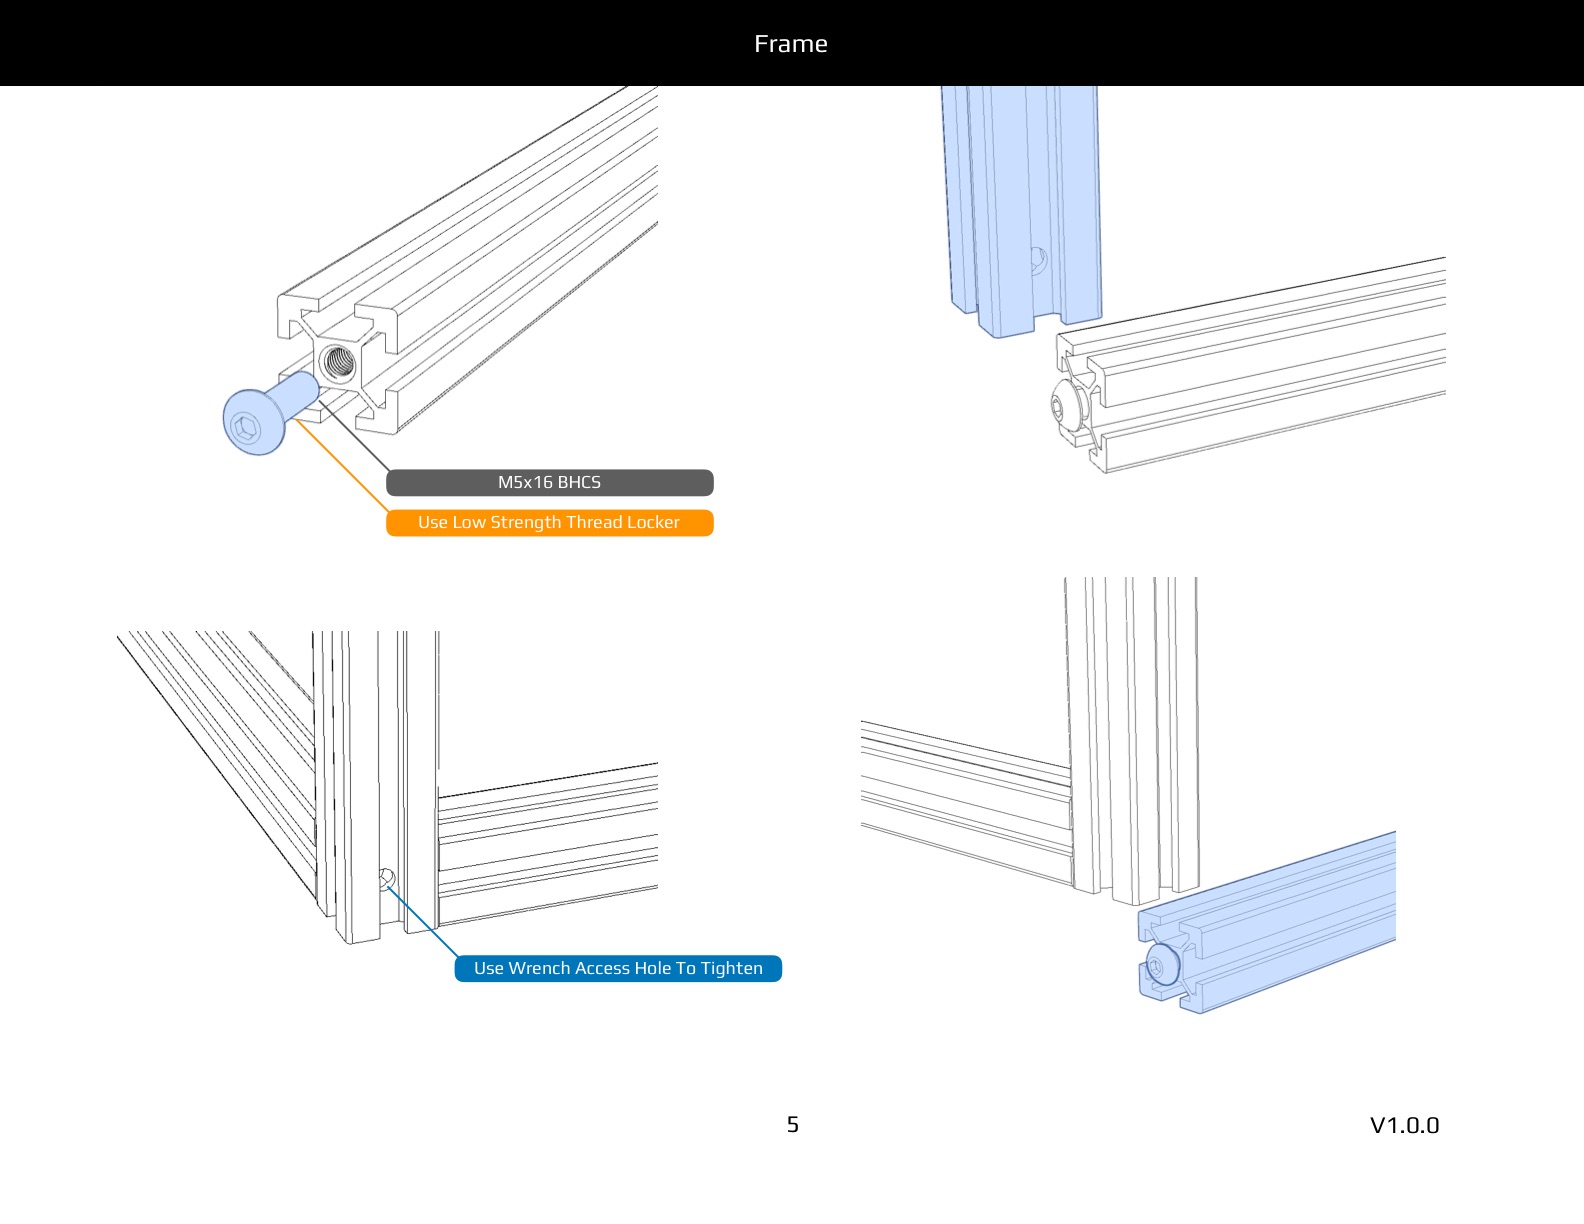 Frame
M5x16 BHCS
Use Low Strength Thread Locker
Use Wrench Access Hole To Tighten
5
V1.0.0